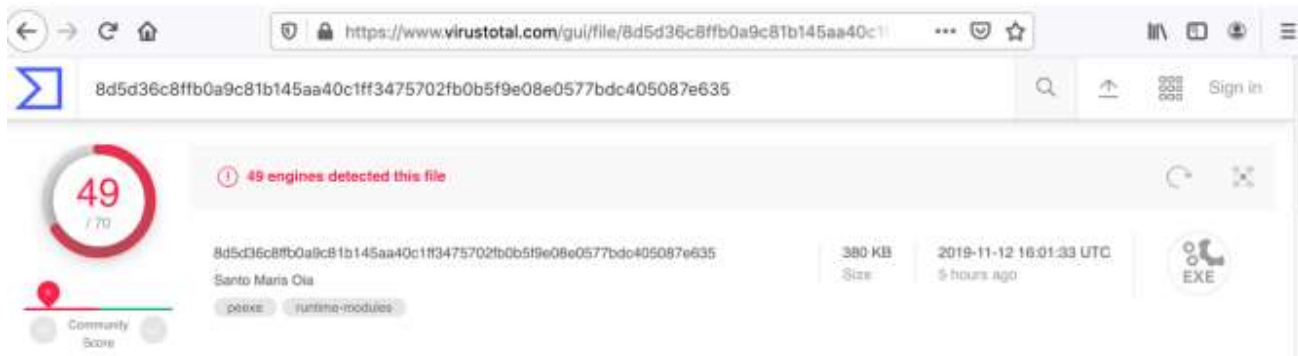 https://www.virustotal.com/gui/file/8d5d36c8ffb0a9c81b145aa40c1
8d5d36c8ffb0a9c81b145aa40c1ff3475702fb0b5f9e08e0577bdc405087e635
Sign in
49
/ 70
49 engines detected this file
8d5d36c8ffb0a9c81b145aa40c1ff3475702fb0b5f9e08e0577bdc405087e635
380 KB
2019-11-12 16:01:33 UTC
Santo Maris Oia
Size
5 hours ago
EXE
peexe
runtime-modules
Community
Score